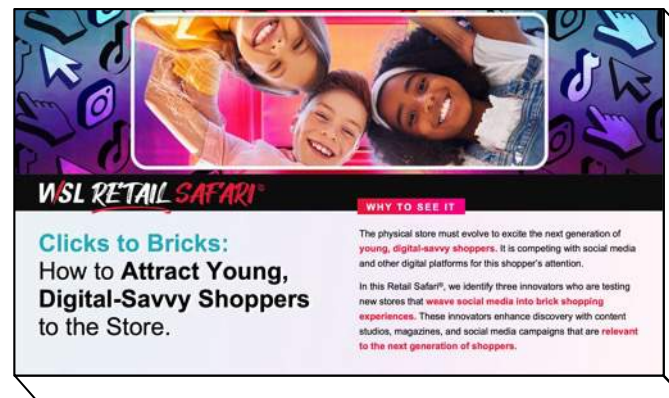 WSL RETAIL SAFARI®
Clicks to Bricks:
How to Attract Young,
Digital-Savvy Shoppers
to the Store.
WHY TO SEE IT
The physical store must evolve to excite the next generation of
young, digital-savvy shoppers. It is competing with social media
and other digital platforms for this shopper's attention.
In this Retail Safari®, we identify three innovators who are testing
new stores that weave social media into brick shopping
experiences. These innovators enhance discovery with content
studios, magazines, and social media campaigns that are relevant
to the next generation of shoppers.